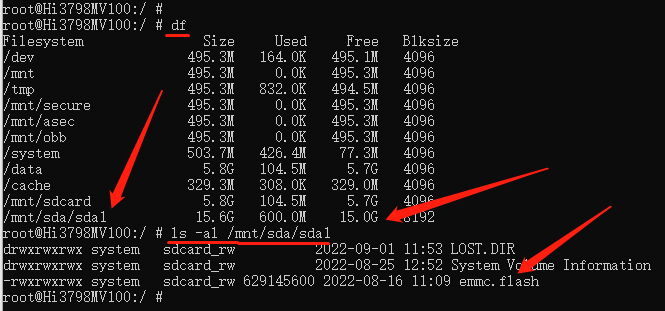 root@Hi3798MV100:/ #
root@Hi3798MV100:/ # df
Filesystem Size Used Free Blksize
/dev 495.3M 164.0K 495.1M 4096
/mnt 495.3M 0.0K 495.3M 4096
/tmp 495.3M 832.0K 494.5M 4096
/mnt/secure 495.3M 0.0K 495.3M 4096
/mnt/asec 495.3M 0.0K 495.3M 4096
/mnt/obb 495.3M 0.0K 495.3M 4096
/system 503.7M 426.4M 77.3M 4096
/data 5.8G 104.5M 5.7G 4096
/cache 329.3M 308.0K 329.0M 4096
/mnt/sdcard 5.8G 104.5M 5.7G 4096
/mnt/sda/sda1 15.6G 600.0M 15.0G 8192
root@Hi3798MV100:/ # ls -al /mnt/sda/sda1
drwxrwxrwx system sdcard_rw 2022-09-01 11:53 LOST.DIR
drwxrwxrwx system sdcard_rw 2022-08-25 12:52 System Volume Information
-rwxrwxrwx system sdcard_rw 629145600 2022-08-16 11:09 emmc.flash
root@Hi3798MV100:/ #